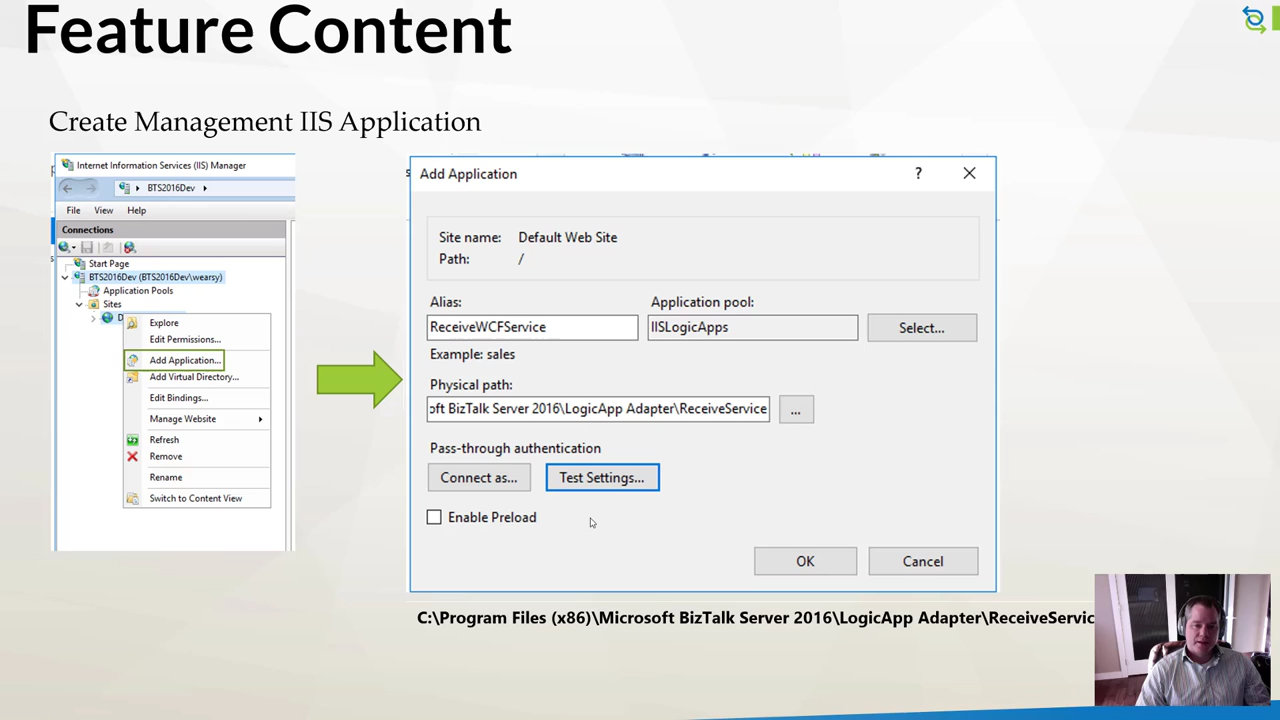 Feature Content
Create Management IIS Application
Internet Information Services (IIS) Manager
BTS2016Dev
File View Help
Connections
Start Page
BTS2016Dev (BTS2016Dev\wearsy)
Application Pools
Sites
D
Explore
Edit Permissions...
Add Application...
Add Virtual Directory...
Edit Bindings...
Manage Website
Refresh
Remove
Rename
Switch to Content View
Add Application
?
Site name: Default Web Site
Path: /
Alias: Application pool:
ReceiveWCFService IISLogicApps Select...
Example: sales
Physical path:
oft BizTalk Server 2016\LogicApp Adapter\ReceiveService ...
Pass-through authentication
Connect as... Test Settings...
Enable Preload
OK Cancel
C:\Program Files (x86)\Microsoft BizTalk Server 2016\LogicApp Adapter\ReceiveServic